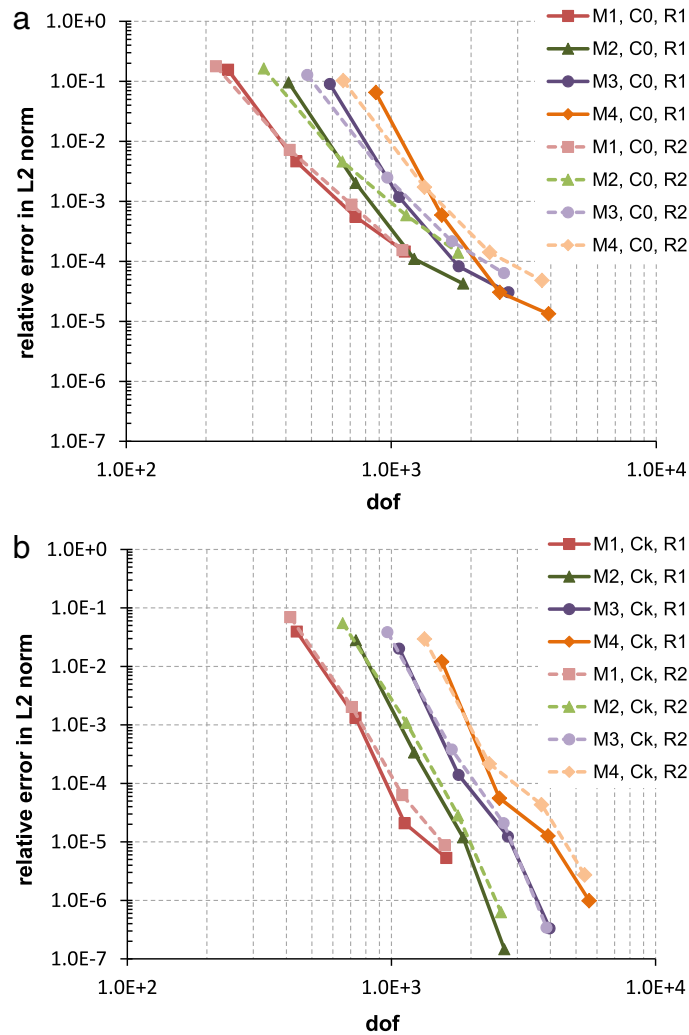 a
1.0E+0
1.0E-1
1.0E-2
1.0E-3
1.0E-4
1.0E-5
1.0E-6
1.0E-7
relative error in L2 norm
1.0E+2
1.0E+3
1.0E+4
dof
M1, C0, R1
M2, C0, R1
M3, C0, R1
M4, C0, R1
M1, C0, R2
M2, C0, R2
M3, C0, R2
M4, C0, R2
b
1.0E+0
1.0E-1
1.0E-2
1.0E-3
1.0E-4
1.0E-5
1.0E-6
1.0E-7
relative error in L2 norm
1.0E+2
1.0E+3
1.0E+4
dof
M1, Ck, R1
M2, Ck, R1
M3, Ck, R1
M4, Ck, R1
M1, Ck, R2
M2, Ck, R2
M3, Ck, R2
M4, Ck, R2